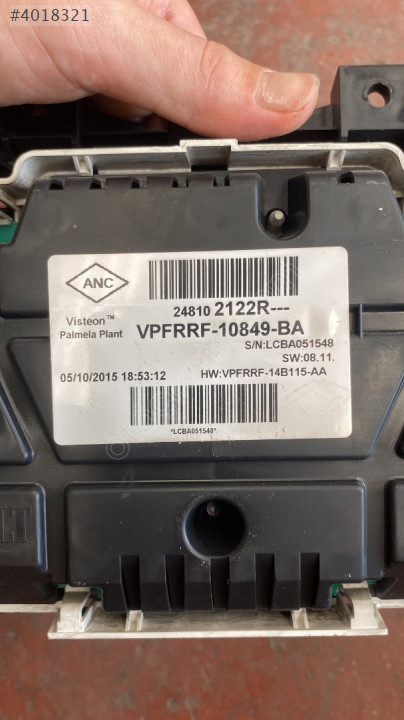 #4018321
ANC
24810 2122R---
Visteon™
Palmela Plant
VPFRRF-10849-BA
S/N:LCBA051548
SW:08.11.
05/10/2015 18:53:12
HW:VPFRRF-14B115-AA
*LCBA051548*